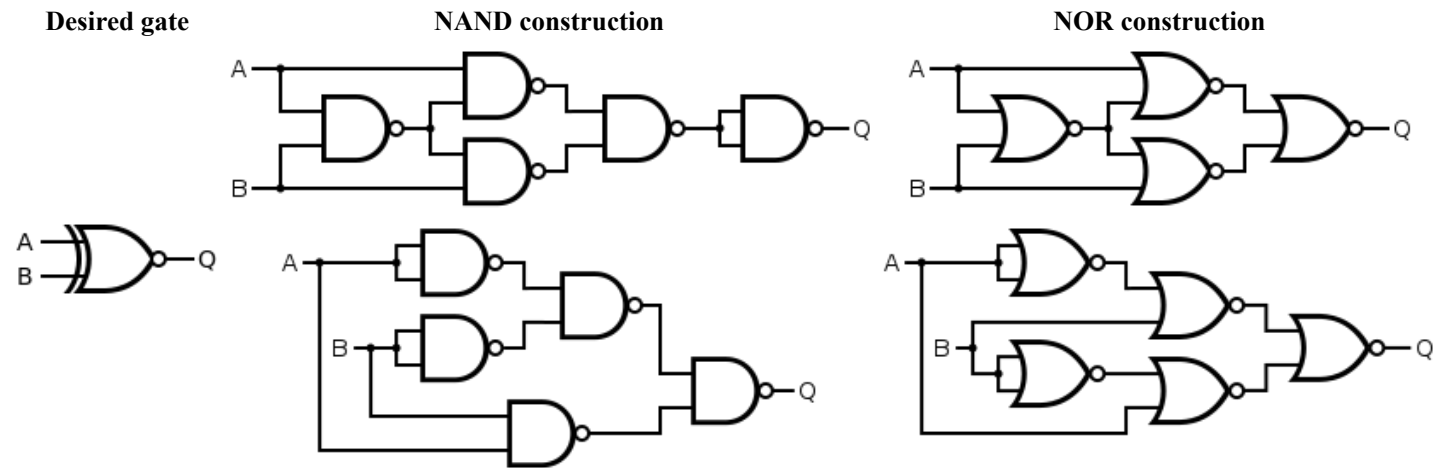 Desired gate
NAND construction
NOR construction
A
B
Q
A
B
Q
A
B
Q
A
B
Q
A
B
Q